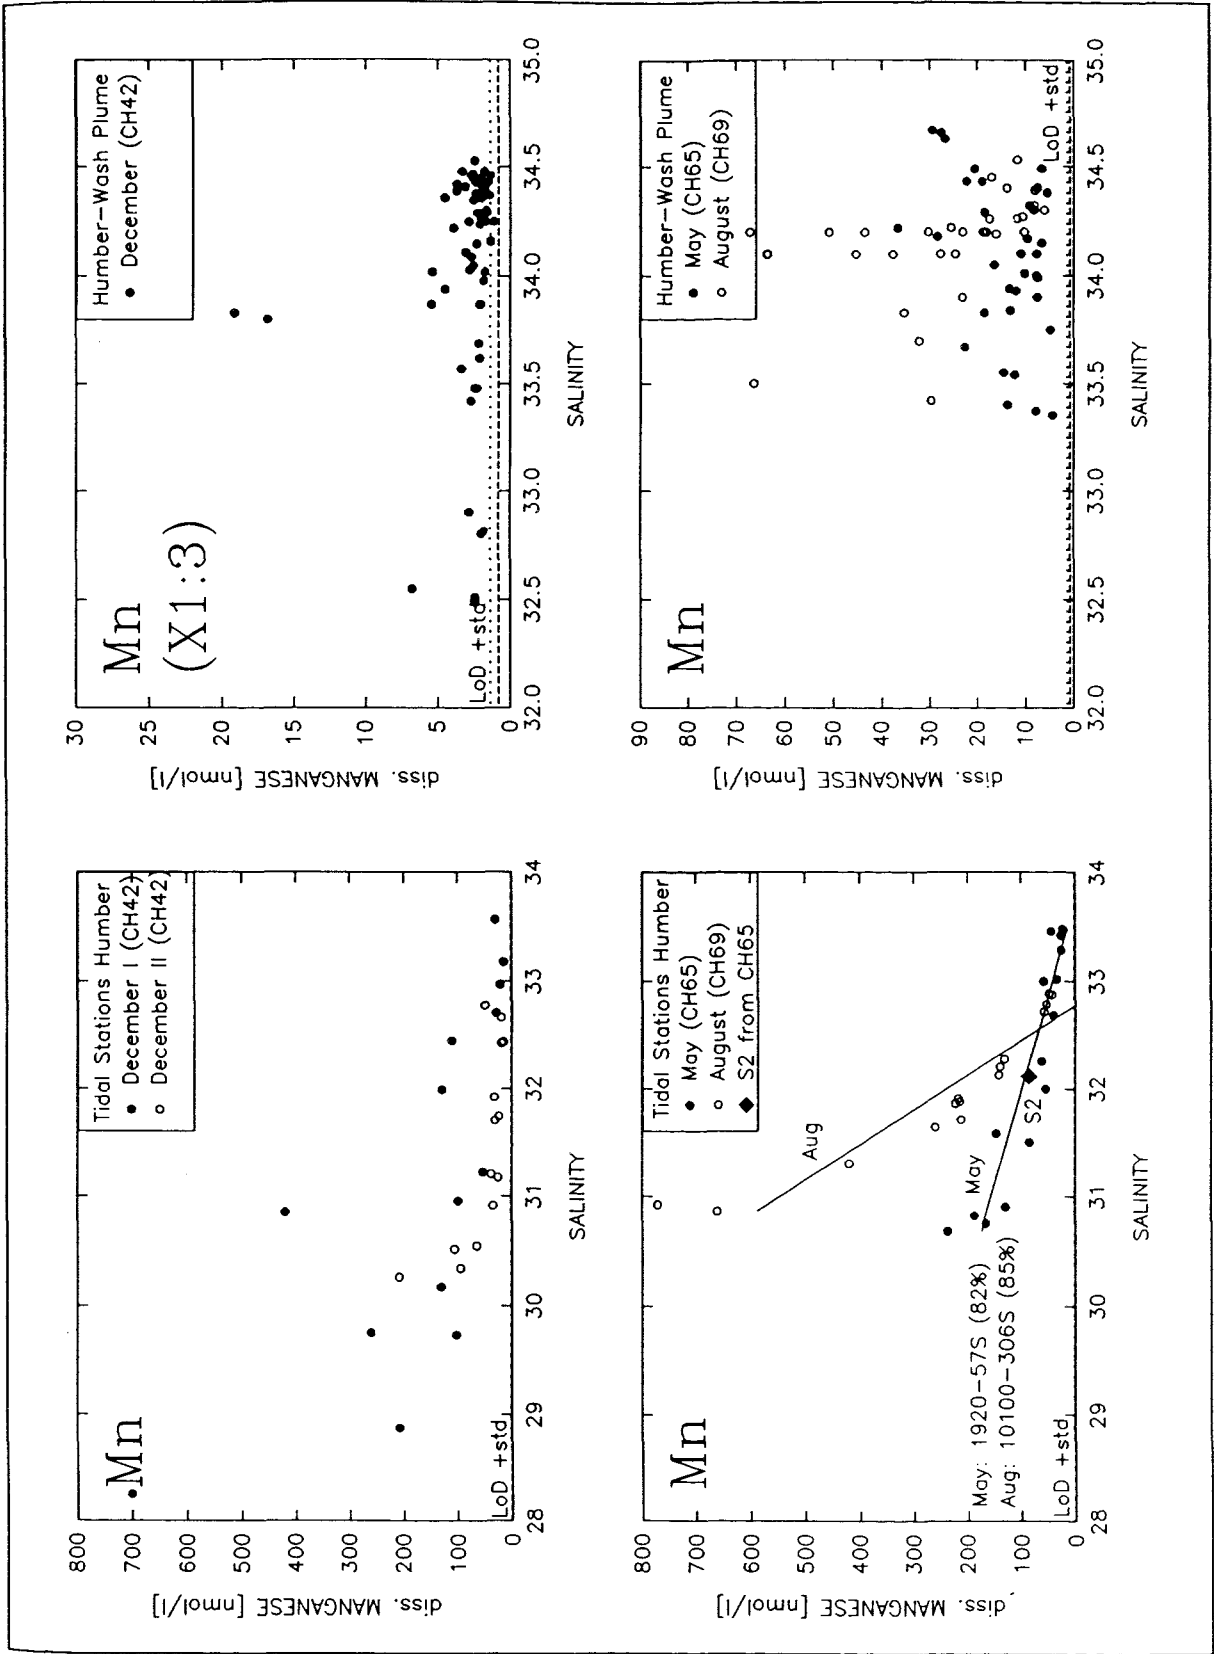 Mn
Tidal Stations Humber
● December I (CH42)
○ December II (CH42)
diss. MANGANESE [nmol/l]
800
700
600
500
400
300
200
100
0
LoD +std
28 29 30 31 32 33 34
SALINITY
Mn
(X1:3)
Humber-Wash Plume
● December (CH42)
diss. MANGANESE [nmol/l]
30
25
20
15
10
5
0
LoD +std
32.0 32.5 33.0 33.5 34.0 34.5 35.0
SALINITY
Mn
Tidal Stations Humber
● May (CH65)
○ August (CH69)
◆ S2 from CH65
Aug
May
S2
May: 1920-57S (82%)
Aug: 10100-306S (85%)
diss. MANGANESE [nmol/l]
800
700
600
500
400
300
200
100
0
LoD +std
28 29 30 31 32 33 34
SALINITY
Mn
Humber-Wash Plume
● May (CH65)
○ August (CH69)
diss. MANGANESE [nmol/l]
90
80
70
60
50
40
30
20
10
0
LoD +std
32.0 32.5 33.0 33.5 34.0 34.5 35.0
SALINITY